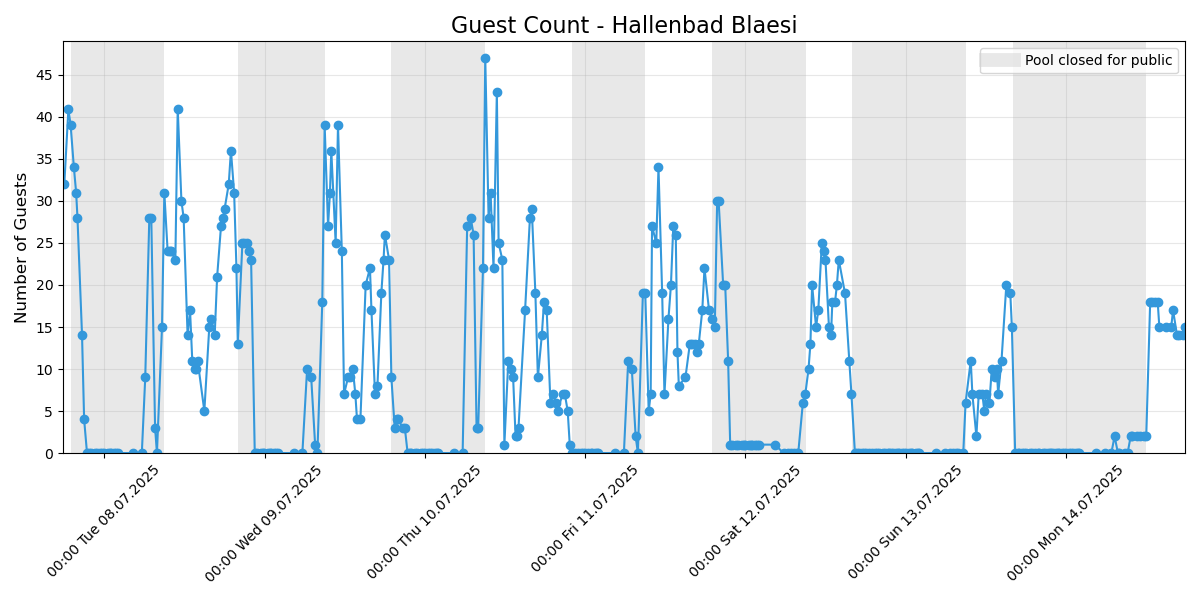 Guest Count - Hallenbad Blaesi
Pool closed for public
Number of Guests
45
40
35
30
25
20
15
10
5
0
00:00 Tue 08.07.2025
00:00 Wed 09.07.2025
00:00 Thu 10.07.2025
00:00 Fri 11.07.2025
00:00 Sat 12.07.2025
00:00 Sun 13.07.2025
00:00 Mon 14.07.2025